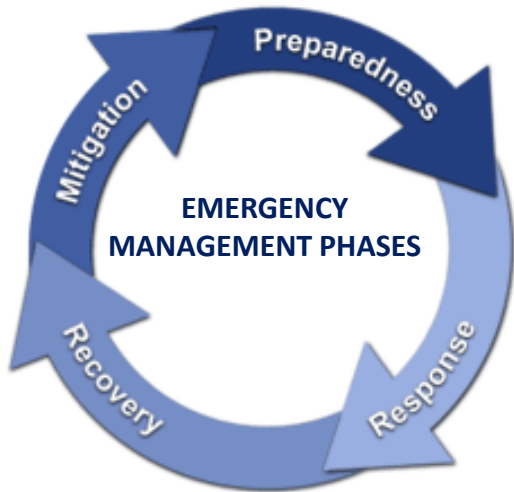 Preparedness
Mitigation
EMERGENCY
MANAGEMENT PHASES
Recovery
Response